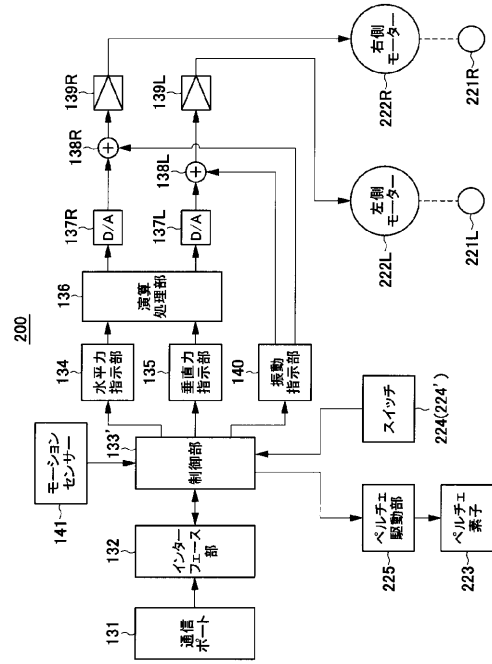 200
131
通信
ポート
132
インター
フェース
部
141
モーション
センサー
133'
制御部
134
水平力
指示部
135
垂直力
指示部
140
振動
指示部
136
演算
処理部
137R
D/A
137L
D/A
138R
138L
139R
139L
222R
右側
モーター
221R
222L
左側
モーター
221L
スイッチ
224(224')
ペルチェ
駆動部
225
ペルチェ
素子
223